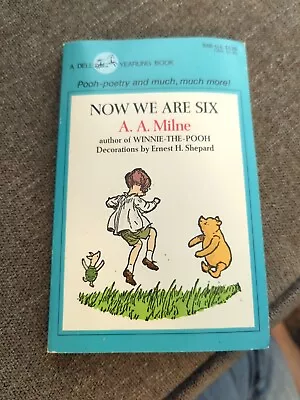 A DELL YEARLING BOOK
Pooh-poetry and much, much more!
NOW WE ARE SIX
A. A. Milne
author of WINNIE-THE-POOH
Decorations by Ernest H. Shepard